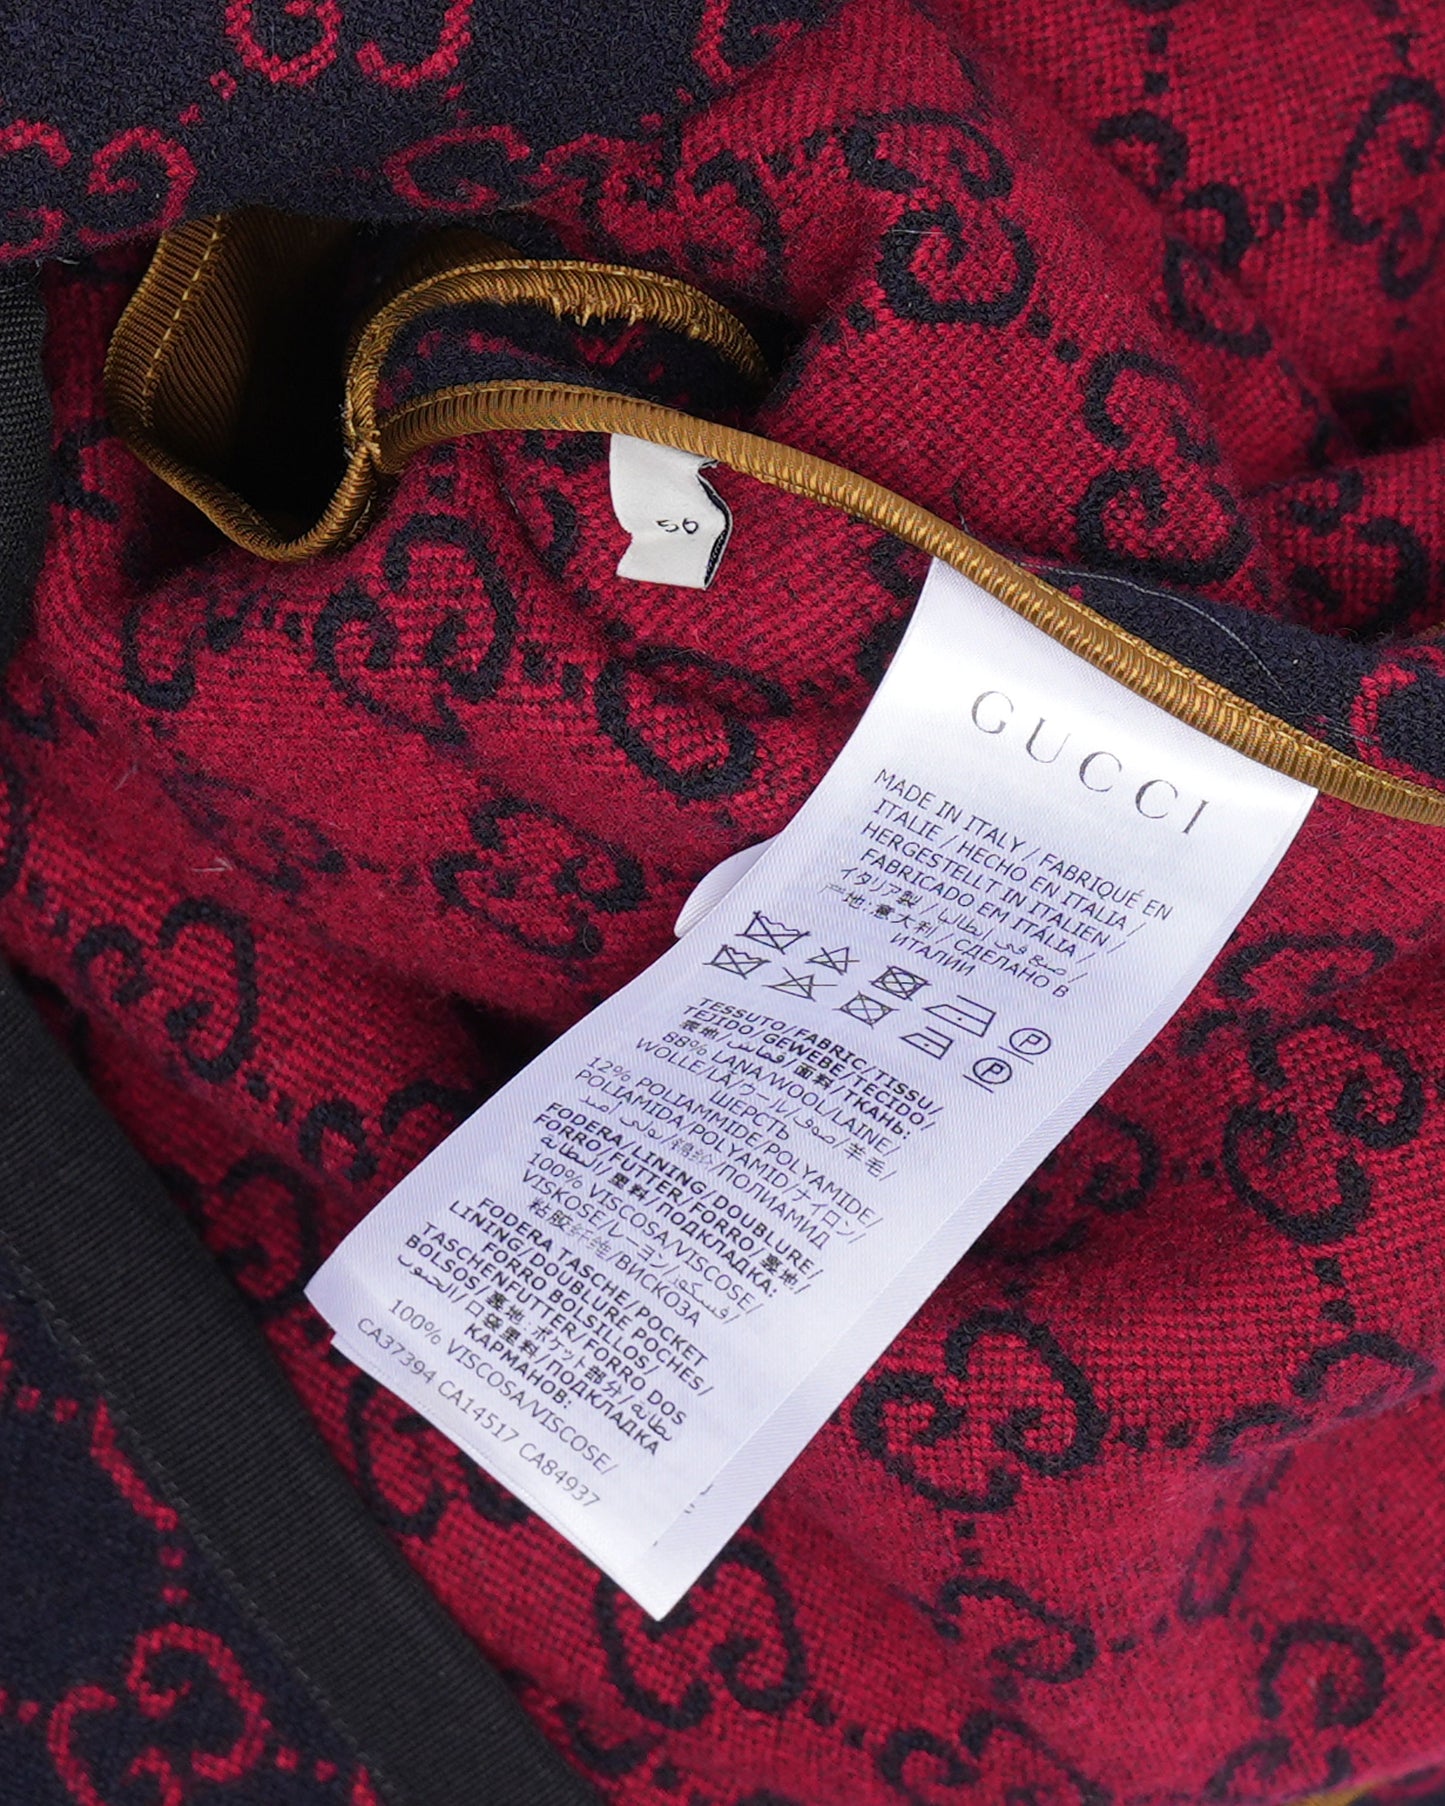 56
GUCCI
MADE IN ITALY / FABRIQUÉ EN
ITALIE / HECHO EN ITALIA /
HERGESTELLT IN ITALIEN /
FABRICADO EM ITÁLIA /
イタリア製 / صنع في إيطاليا /
产地: 意大利 / СДЕЛАНО В
ИТАЛИИ
P
P
TESSUTO/FABRIC/TISSU/
TEJIDO/GEWEBE/TECIDO/
表地/قماش/面料/ТКАНЬ:
88% LANA/WOOL/LAINE/
WOLLE/LÃ/ウール/صوف/羊毛/
ШЕРСТЬ
12% POLIAMMIDE/POLYAMIDE/
POLIAMIDA/POLYAMID/ナイロン/
بولي أميد/锦纶/ПОЛИАМИД
FODERA/LINING/DOUBLURE/
FORRO/FUTTER/FORRO/裏地/
البطانة/里料/ПОДКЛАДКА:
100% VISCOSA/VISCOSE/
VISKOSE/レーヨン/فسكوز/
粘胶纤维/ВИСКОЗА
FODERA TASCHE/POCKET
LINING/DOUBLURE POCHES/
FORRO BOLSILLOS/
TASCHENFUTTER/FORRO DOS
BOLSOS/裏地 ポケット部分/بطانة
الجيوب/口袋里料/ПОДКЛАДКА
КАРМАНОВ:
100% VISCOSA/VISCOSE/
CA37394 CA14517 CA84937